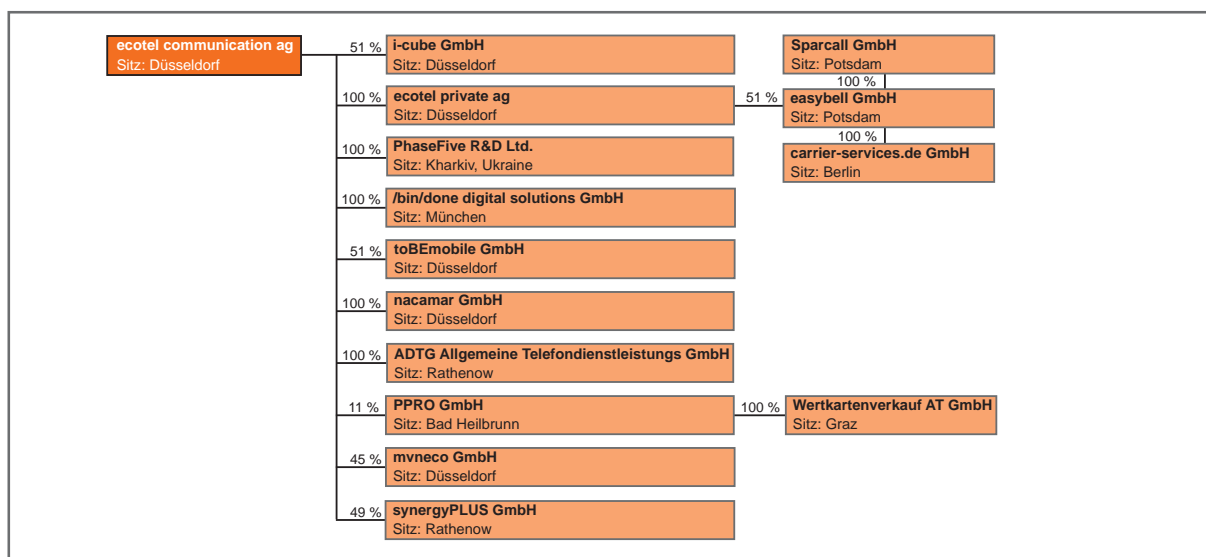 ecotel communication ag
Sitz: Düsseldorf
51 %
i-cube GmbH
Sitz: Düsseldorf
100 %
ecotel private ag
Sitz: Düsseldorf
100 %
PhaseFive R&D Ltd.
Sitz: Kharkiv, Ukraine
100 %
/bin/done digital solutions GmbH
Sitz: München
51 %
toBEmobile GmbH
Sitz: Düsseldorf
100 %
nacamar GmbH
Sitz: Düsseldorf
100 %
ADTG Allgemeine Telefondienstleistungs GmbH
Sitz: Rathenow
11 %
PPRO GmbH
Sitz: Bad Heilbrunn
45 %
mvneco GmbH
Sitz: Düsseldorf
49 %
synergyPLUS GmbH
Sitz: Rathenow
Sparcall GmbH
Sitz: Potsdam
100 %
51 %
easybell GmbH
Sitz: Potsdam
100 %
carrier-services.de GmbH
Sitz: Berlin
100 %
Wertkartenverkauf AT GmbH
Sitz: Graz